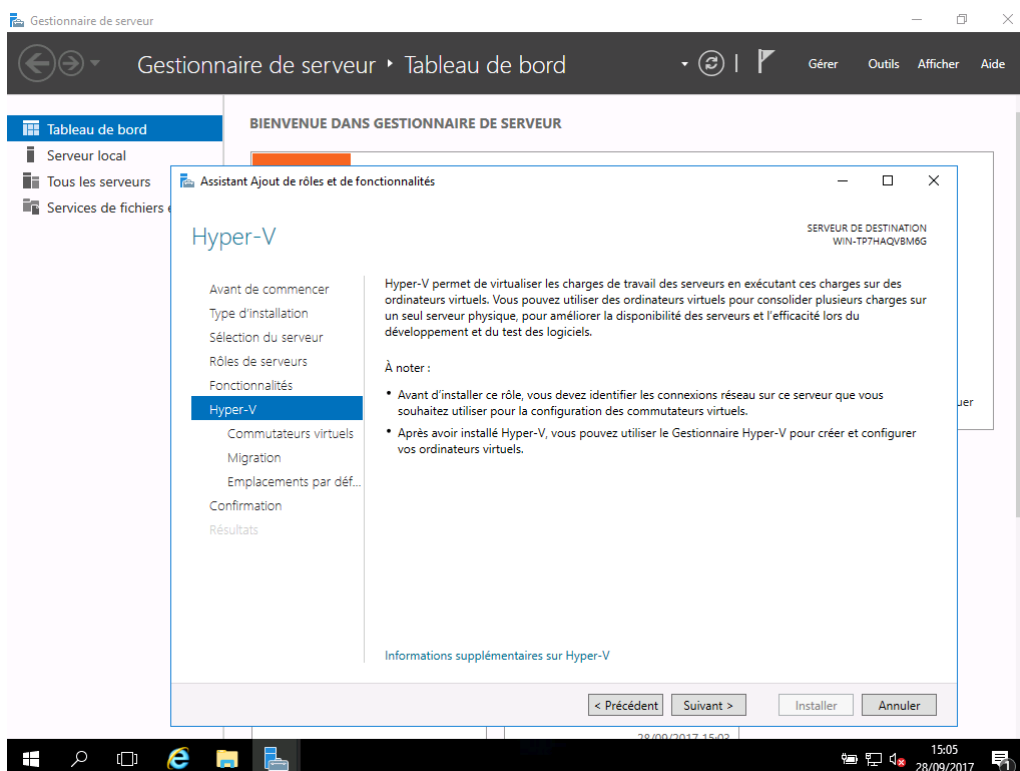 Gestionnaire de serveur
Gestionnaire de serveur
Tableau de bord
Gérer
Outils
Afficher
Aide
Tableau de bord
Serveur local
Tous les serveurs
Services de fichiers
BIENVENUE DANS GESTIONNAIRE DE SERVEUR
Assistant Ajout de rôles et de fonctionnalités
Hyper-V
SERVEUR DE DESTINATION
WIN-TP7HAQVBM6G
Avant de commencer
Type d'installation
Sélection du serveur
Rôles de serveurs
Fonctionnalités
Hyper-V
Commutateurs virtuels
Migration
Emplacements par déf...
Confirmation
Résultats
Hyper-V permet de virtualiser les charges de travail des serveurs en exécutant ces charges sur des
ordinateurs virtuels. Vous pouvez utiliser des ordinateurs virtuels pour consolider plusieurs charges sur
un seul serveur physique, pour améliorer la disponibilité des serveurs et l'efficacité lors du
développement et du test des logiciels.
À noter :
• Avant d'installer ce rôle, vous devez identifier les connexions réseau sur ce serveur que vous
souhaitez utiliser pour la configuration des commutateurs virtuels.
• Après avoir installé Hyper-V, vous pouvez utiliser le Gestionnaire Hyper-V pour créer et configurer
vos ordinateurs virtuels.
Informations supplémentaires sur Hyper-V
uer
< Précédent
Suivant >
Installer
Annuler
28/09/2017 15:03
15:05
28/09/2017
1